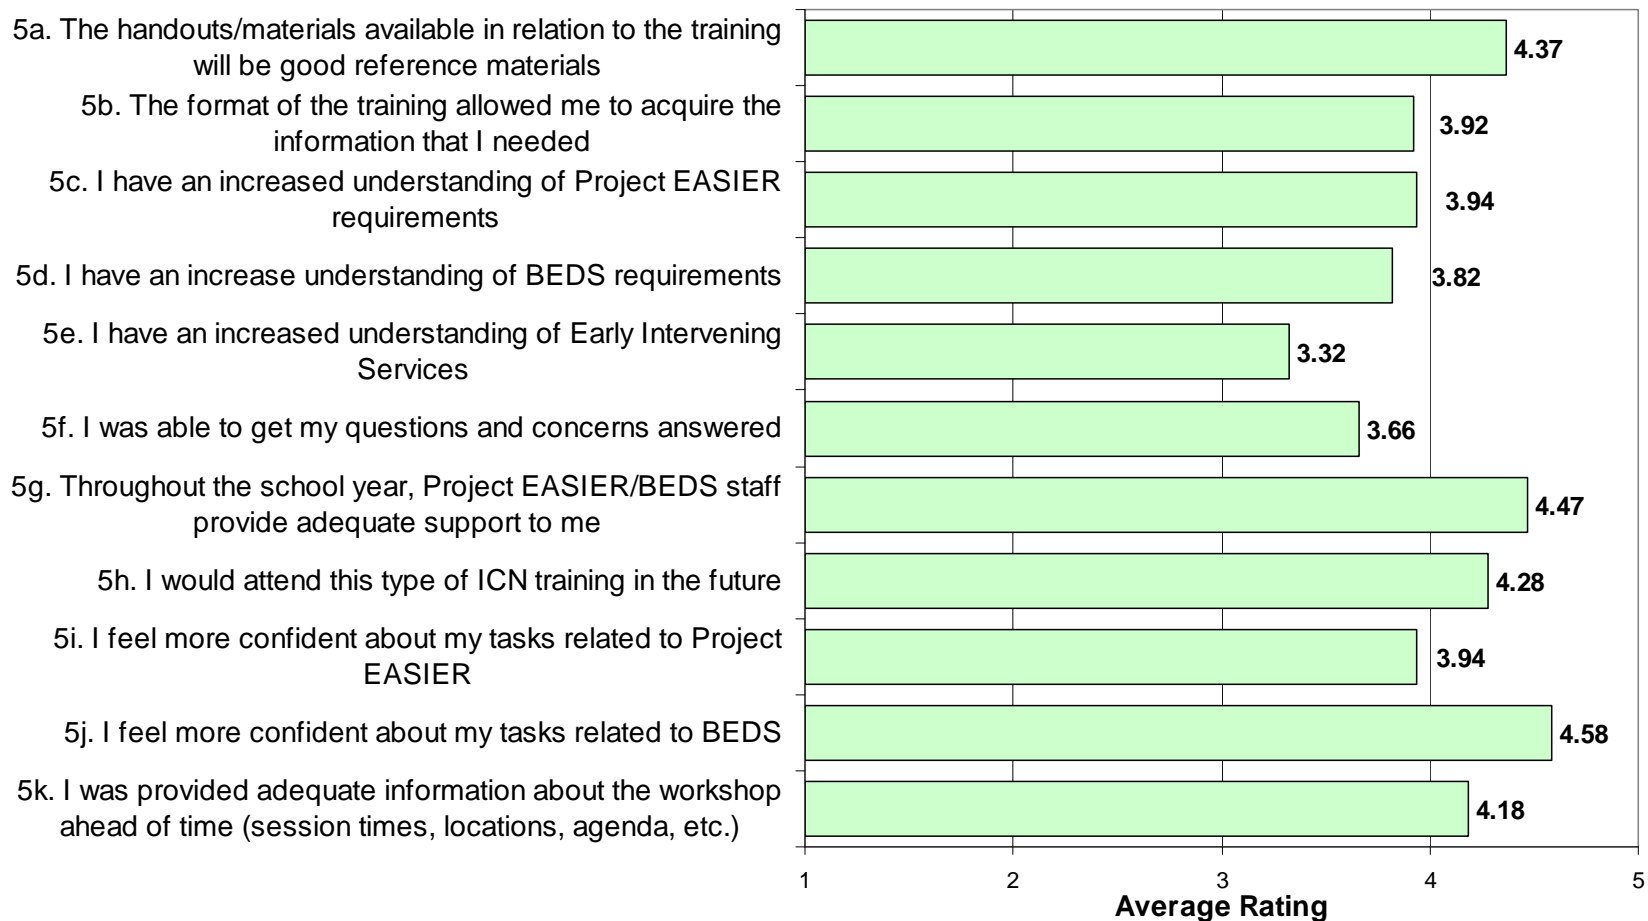 5a. The handouts/materials available in relation to the training
will be good reference materials
4.37
5b. The format of the training allowed me to acquire the
information that I needed
3.92
5c. I have an increased understanding of Project EASIER
requirements
3.94
5d. I have an increase understanding of BEDS requirements
3.82
5e. I have an increased understanding of Early Intervening
Services
3.32
5f. I was able to get my questions and concerns answered
3.66
5g. Throughout the school year, Project EASIER/BEDS staff
provide adequate support to me
4.47
5h. I would attend this type of ICN training in the future
4.28
5i. I feel more confident about my tasks related to Project
EASIER
3.94
5j. I feel more confident about my tasks related to BEDS
4.58
5k. I was provided adequate information about the workshop
ahead of time (session times, locations, agenda, etc.)
4.18
1 2 3 4 5
Average Rating